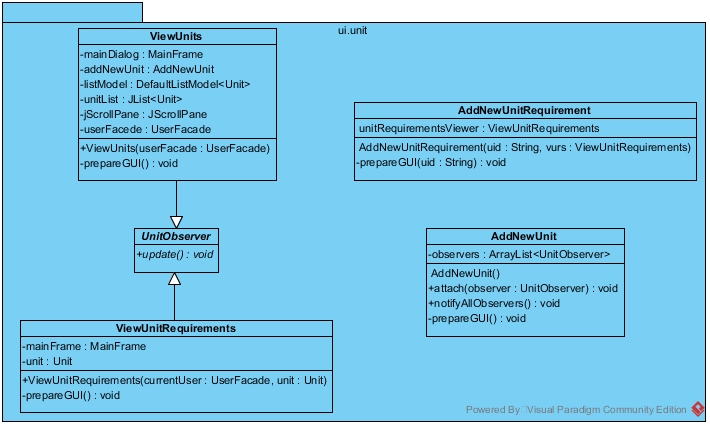 ui.unit
ViewUnits
-mainDialog : MainFrame
-addNewUnit : AddNewUnit
-listModel : DefaultListModel<Unit>
-unitList : JList<Unit>
-jScrollPane : JScrollPane
-userFacede : UserFacade
+ViewUnits(userFacade : UserFacade)
-prepareGUI() : void
AddNewUnitRequirement
unitRequirementsViewer : ViewUnitRequirements
AddNewUnitRequirement(uid : String, vurs : ViewUnitRequirements)
-prepareGUI(uid : String) : void
UnitObserver
+update() : void
AddNewUnit
-observers : ArrayList<UnitObserver>
AddNewUnit()
+attach(observer : UnitObserver) : void
+notifyAllObservers() : void
-prepareGUI() : void
ViewUnitRequirements
-mainFrame : MainFrame
-unit : Unit
+ViewUnitRequirements(currentUser : UserFacade, unit : Unit)
-prepareGUI() : void
Powered By Visual Paradigm Community Edition